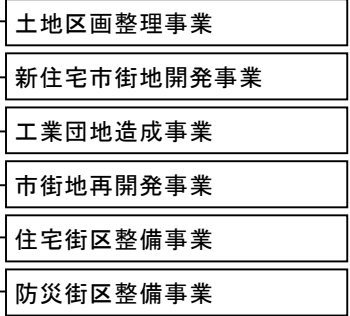 土地区画整理事業
新住宅市街地開発事業
工業団地造成事業
市街地再開発事業
住宅街区整備事業
防災街区整備事業